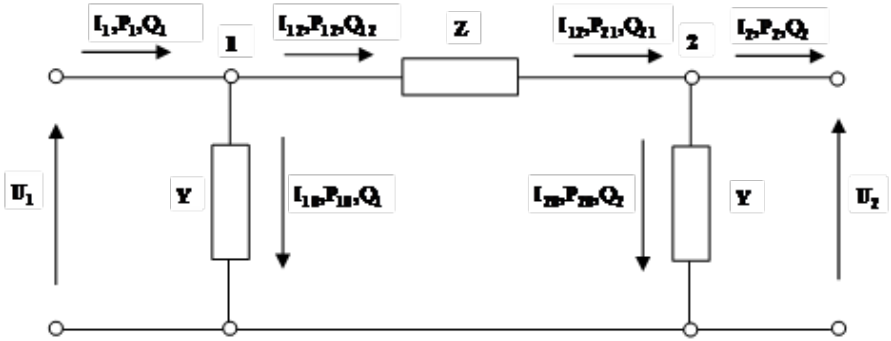 I₁,P₁,Q₁
1
I₁₂,P₁₂,Q₁₂
Z
I₁₂,P₂₁,Q₂₁
2
I₂,P₂,Q₂
U₁
Y
I₁₀,P₁₀,Q₁
I₂₀,P₂₀,Q₂
Y
U₂